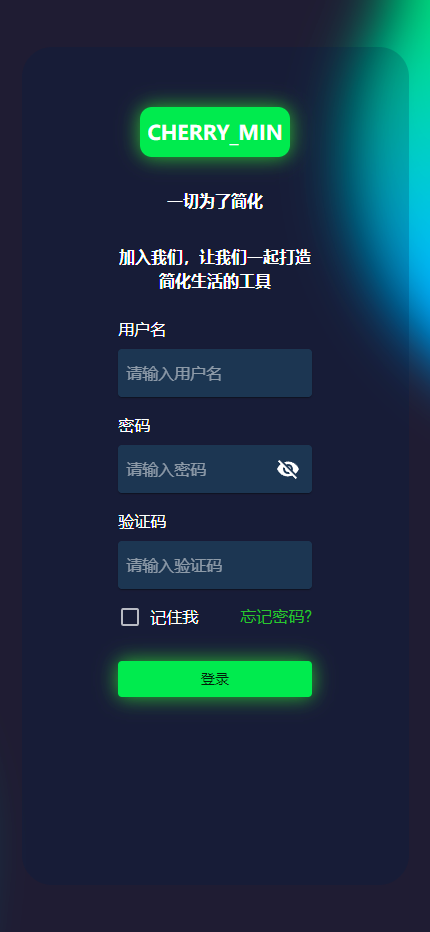 CHERRY_MIN
一切为了简化
加入我们，让我们一起打造
简化生活的工具
用户名
请输入用户名
密码
请输入密码
验证码
请输入验证码
记住我 忘记密码?
登录